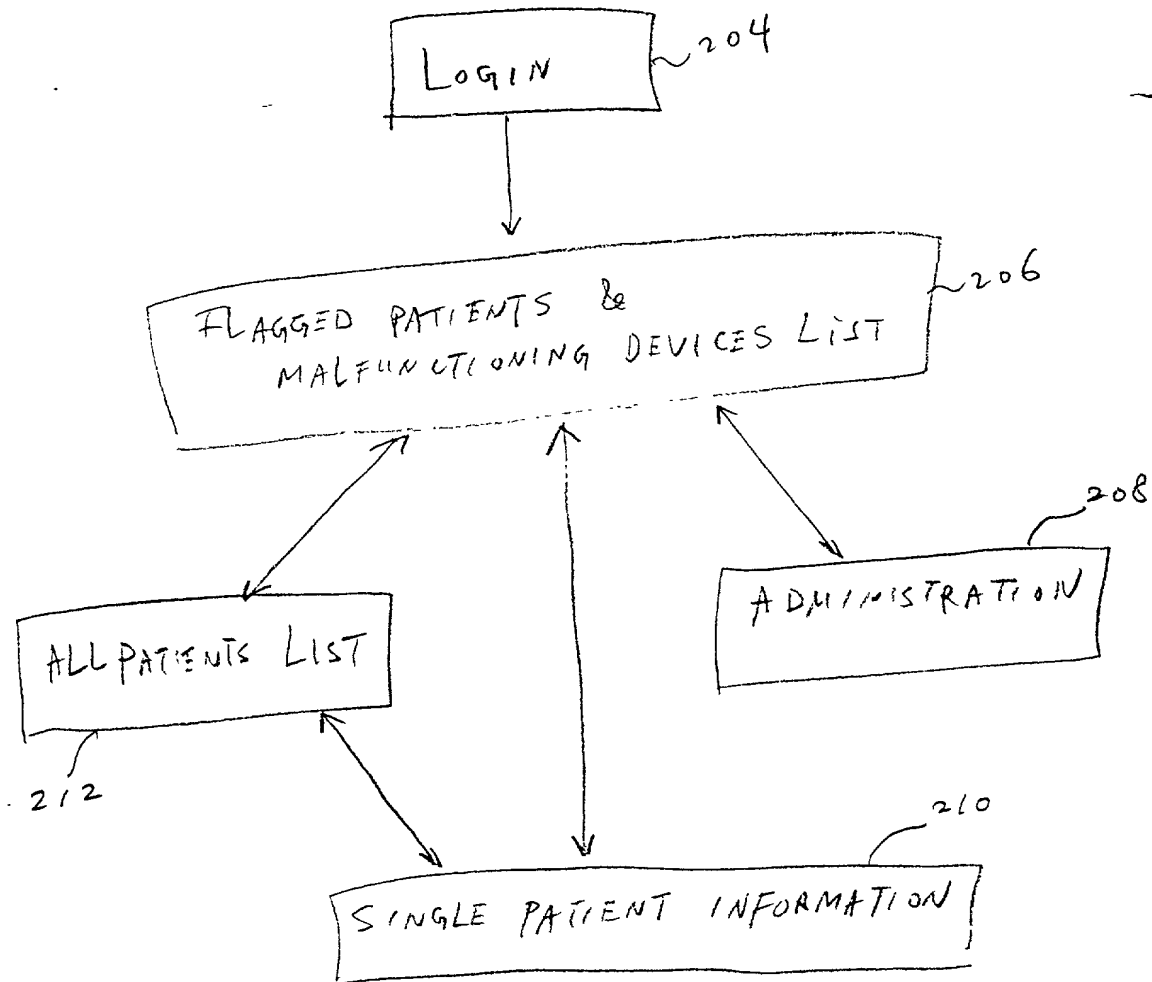 LOGIN
204
FLAGGED PATIENTS &
MALFUNCTIONING DEVICES LIST
206
208
ADMINISTRATION
ALL PATIENTS LIST
212
210
SINGLE PATIENT INFORMATION